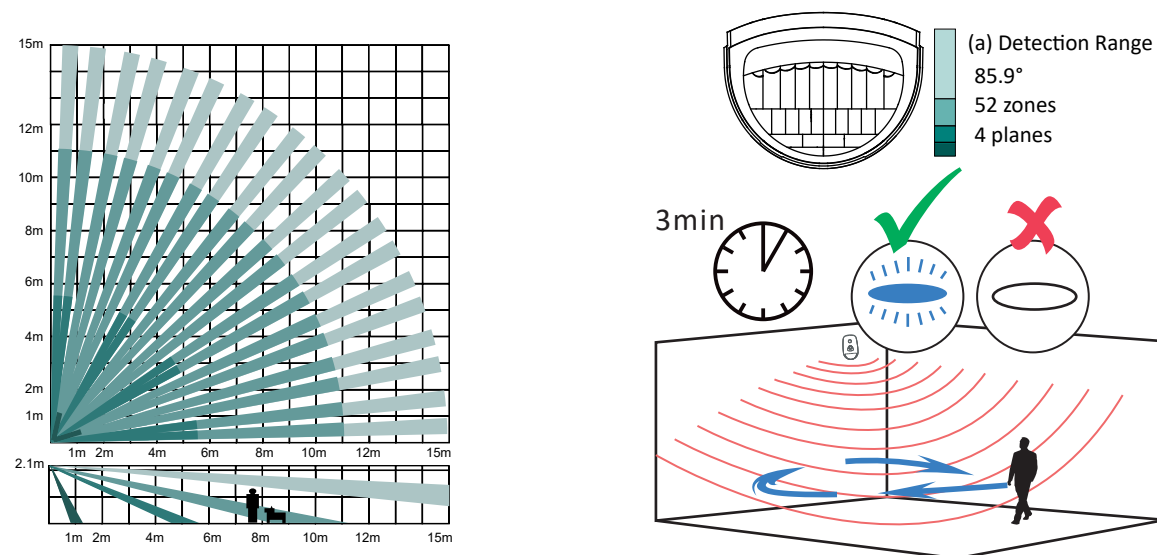 15m
12m
10m
8m
6m
4m
2m
1m
1m 2m 4m 6m 8m 10m 12m 15m
2.1m
1m 2m 4m 6m 8m 10m 12m 15m
(a) Detection Range
85.9°
52 zones
4 planes
3min